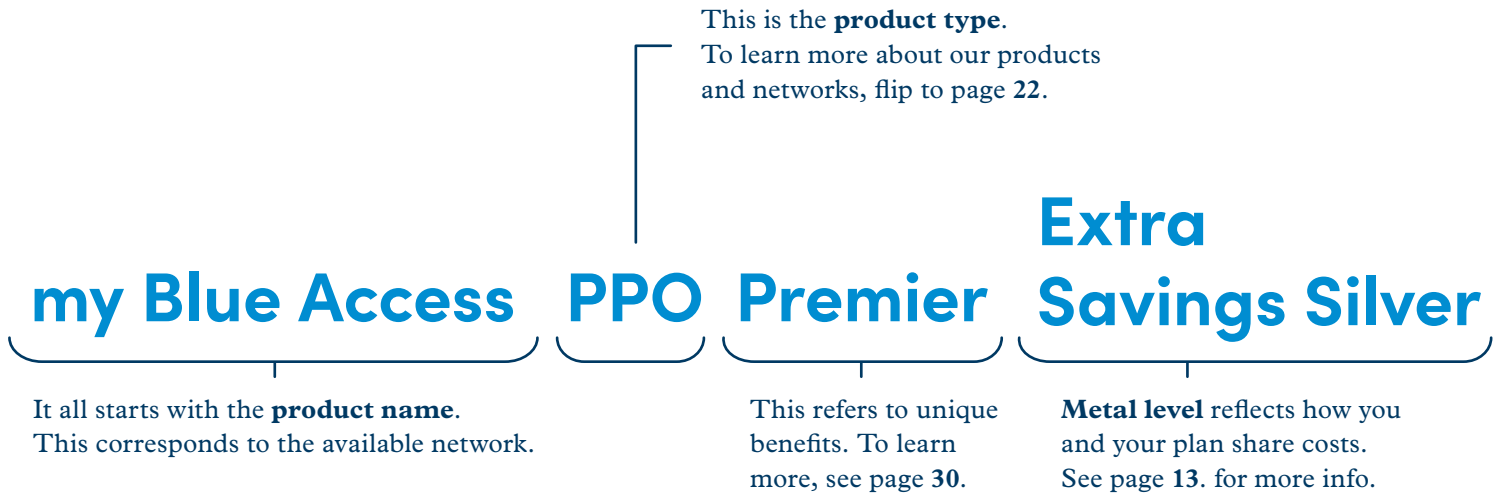 This is the product type.
To learn more about our products
and networks, flip to page 22.
my Blue Access PPO Premier Extra
Savings Silver
It all starts with the product name.
This corresponds to the available network.
This refers to unique
benefits. To learn
more, see page 30.
Metal level reflects how you
and your plan share costs.
See page 13. for more info.